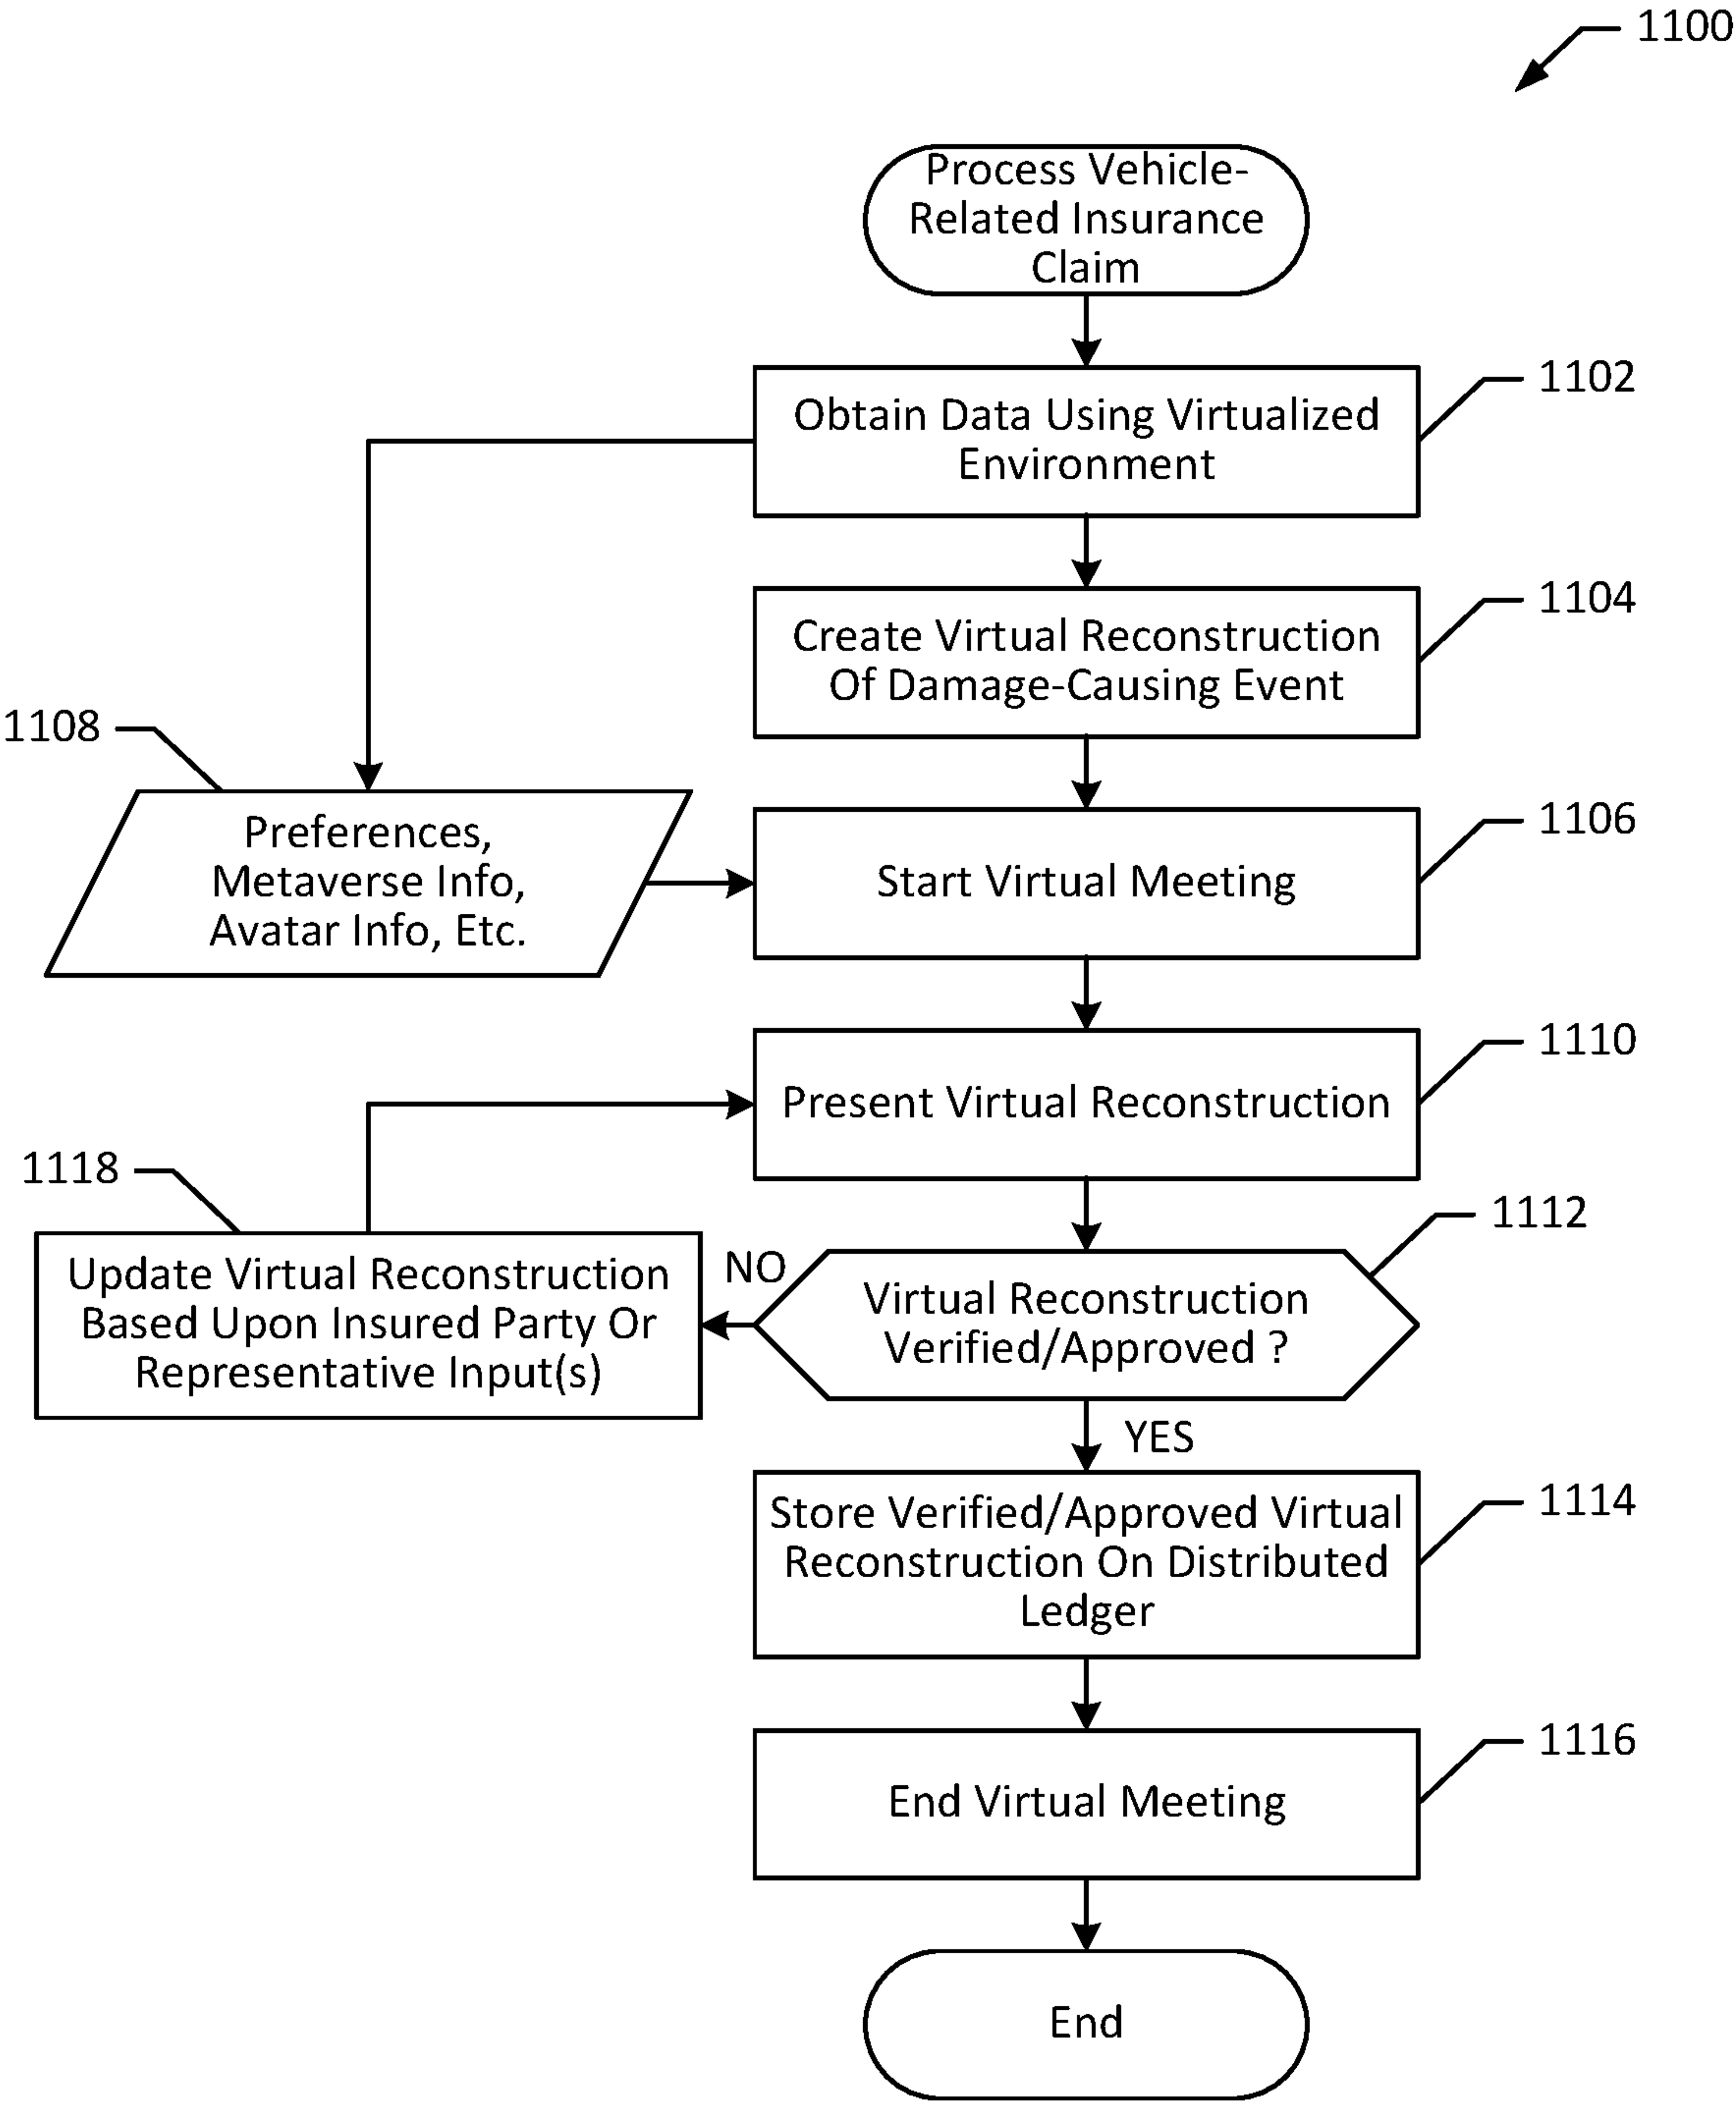 1100
Process Vehicle-
Related Insurance
Claim
1102
Obtain Data Using Virtualized
Environment
1104
Create Virtual Reconstruction
Of Damage-Causing Event
1108
Preferences,
Metaverse Info,
Avatar Info, Etc.
1106
Start Virtual Meeting
1110
Present Virtual Reconstruction
1118
Update Virtual Reconstruction
Based Upon Insured Party Or
Representative Input(s)
NO
1112
Virtual Reconstruction
Verified/Approved ?
YES
1114
Store Verified/Approved Virtual
Reconstruction On Distributed
Ledger
1116
End Virtual Meeting
End